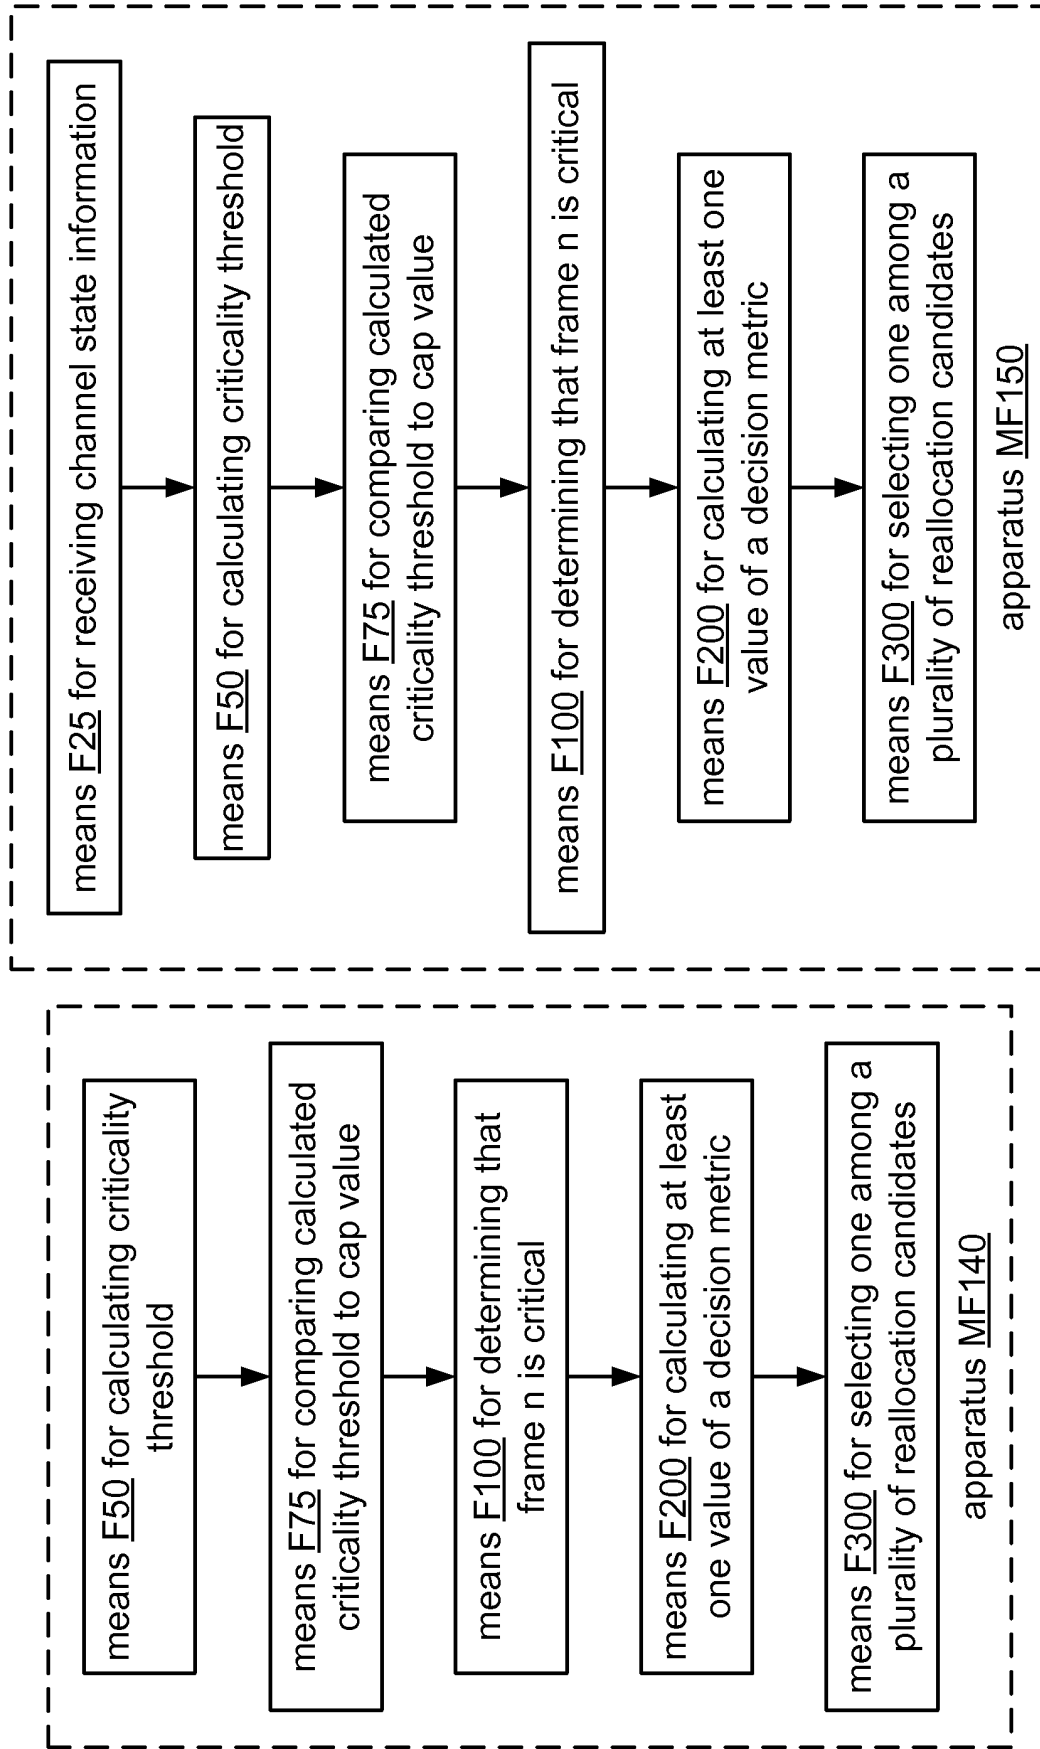 means F50 for calculating criticality
threshold
means F75 for comparing calculated
criticality threshold to cap value
means F100 for determining that
frame n is critical
means F200 for calculating at least
one value of a decision metric
means F300 for selecting one among a
plurality of reallocation candidates
apparatus MF140
means F25 for receiving channel state information
means F50 for calculating criticality threshold
means F75 for comparing calculated
criticality threshold to cap value
means F100 for determining that frame n is critical
means F200 for calculating at least one
value of a decision metric
means F300 for selecting one among a
plurality of reallocation candidates
apparatus MF150